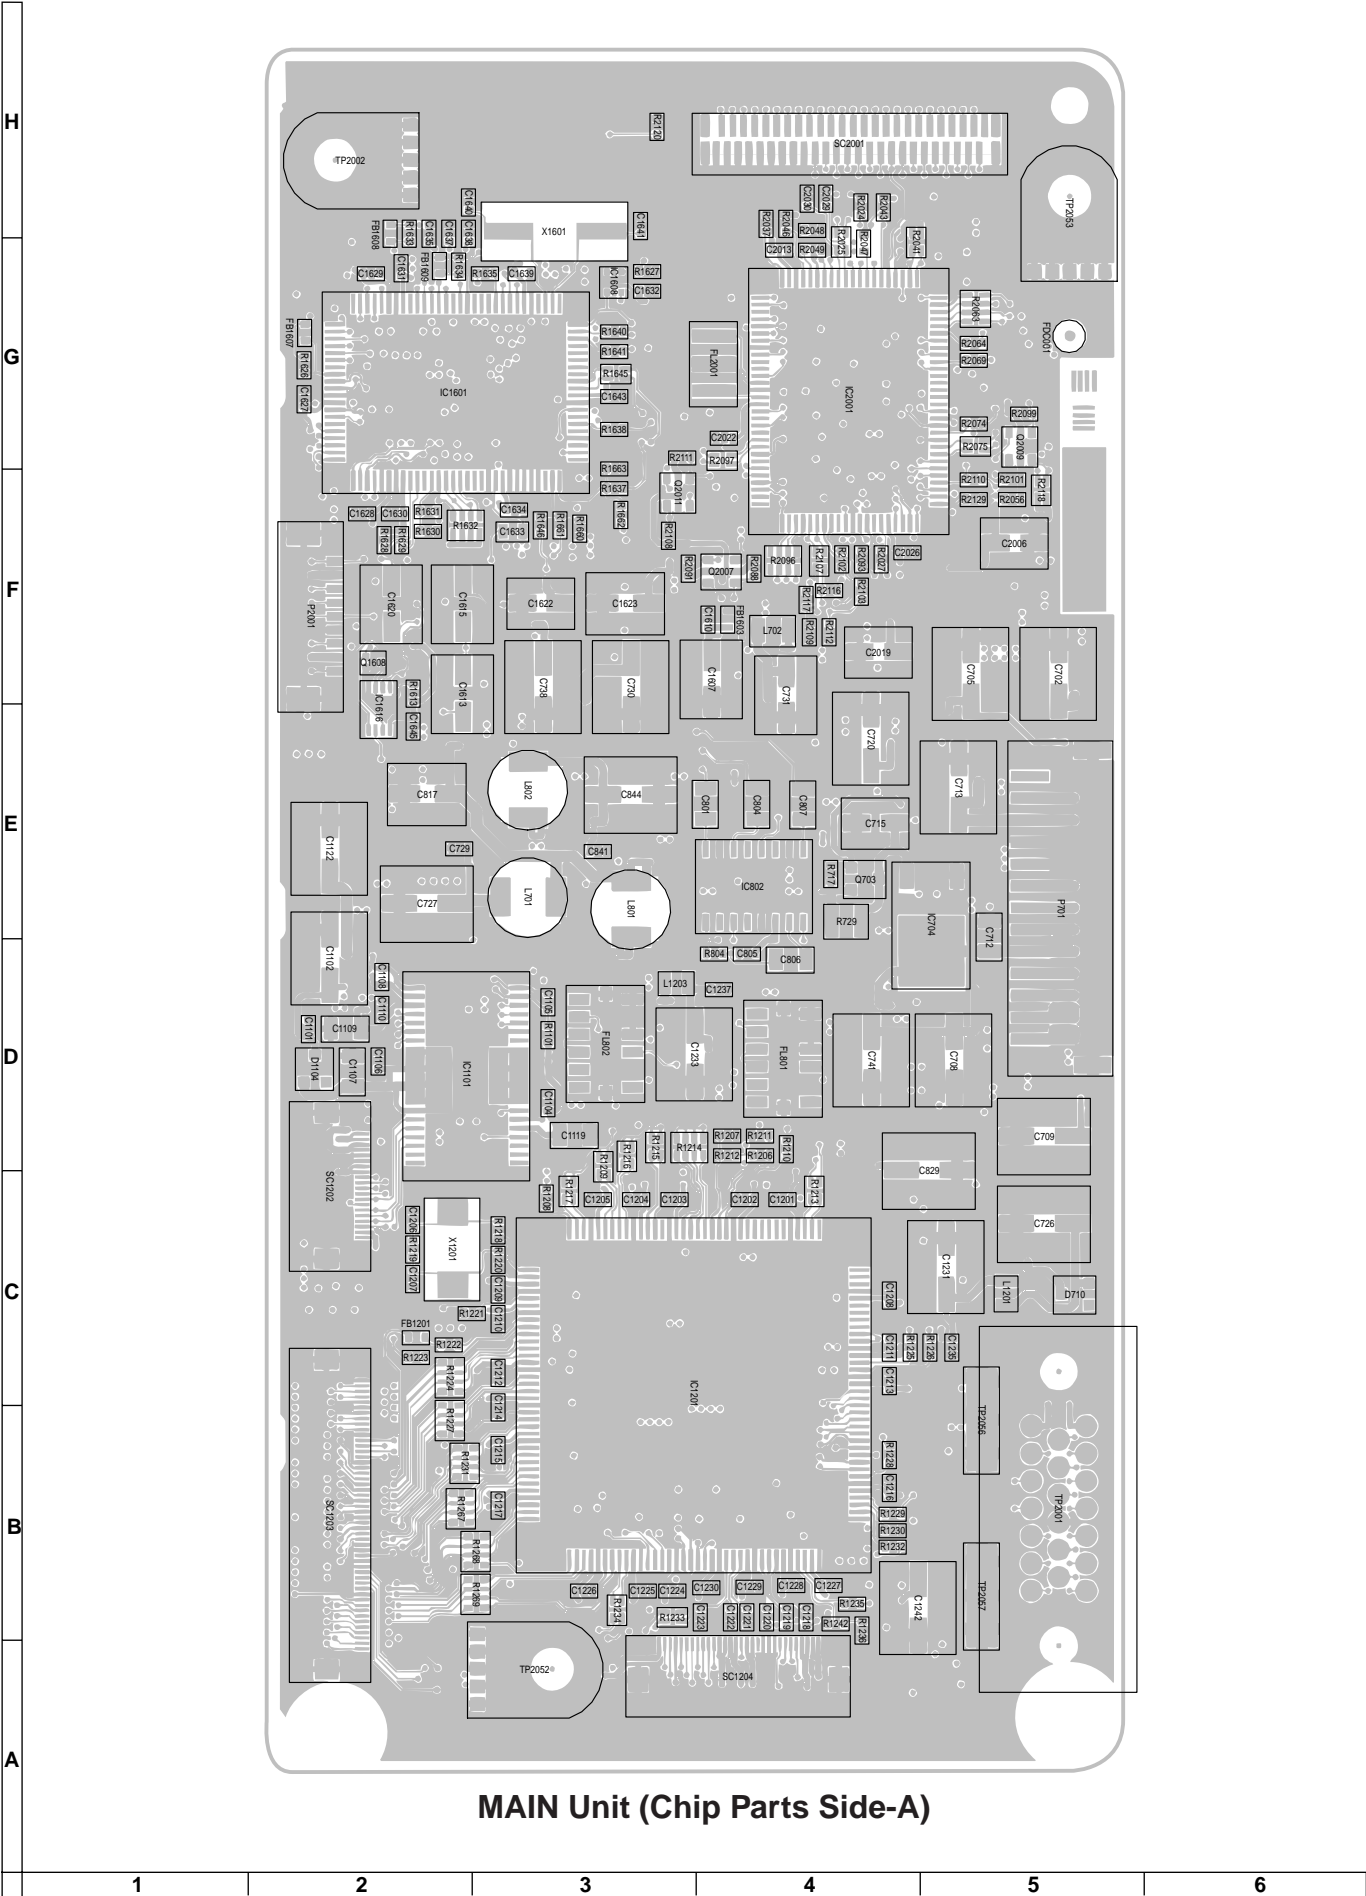 H
R2120
SC2001
TP2002
TP2053
C1640
C2030
C2029
R2024
R2043
FB1608
R1633
C1635
C1637
C1638
X1601
C1641
R2037
R2046
R2048
R2025
R2047
R2041
C2013
R2049
C1629
C1631
FB1609
R1634
R1635
C1639
IC1608
R1627
C1632
R2063
FB1607
R1640
FL2001
R2064
FDC001
G
R1641
R2069
R1626
R1645
IC1601
IC2001
C1627
C1643
R2099
R1638
C2022
R2074
R2075
Q2009
R2111
R2097
R1663
R1637
Q2011
R2110
R2101
R2118
R2129
R2056
C1628
C1630
R1631
C1634
R1662
R1630
R1632
C1633
R1646
R1661
R1660
R2108
C2006
R1628
R1629
R2091
Q2007
R2088
R2096
R2107
R2102
R2093
R2027
C2026
F
P2001
C1620
C1615
C1622
C1623
R2117
R2116
R2103
C1610
FB1603
L702
R2109
R2112
C2019
Q1608
C1613
C738
C730
C1607
C731
C705
C702
IC1616
R1613
C1645
C720
C817
L802
C844
C801
C804
C807
C713
E
C715
C1122
C729
C841
IC802
R717
Q703
C727
L701
L801
R729
IC704
C712
P701
C1102
R804
C805
C806
C1108
L1203
C1237
C1110
C1105
C1101
C1109
R1101
FL802
C1233
FL801
C741
C708
D
D1104
C1107
C1106
IC1101
C1104
C1119
R1207
R1211
C709
R1216
R1215
R1214
R1212
R1206
R1210
SC1202
R1209
C829
R1208
R1217
C1205
C1204
C1203
C1202
C1201
R1213
C1206
R1219
X1201
R1218
R1220
C726
C1207
C1209
C1231
C
R1221
C1210
C1208
L1201
D710
FB1201
R1222
R1223
C1211
R1225
R1226
C1235
R1224
C1212
C1213
IC1201
C1214
R1227
TP2056
R1231
C1215
R1228
C1216
SC1203
R1267
C1217
R1229
TP2001
B
R1230
R1268
R1232
R1269
C1226
C1225
C1224
C1230
C1229
C1228
C1227
TP2057
R1235
C1242
R1234
R1233
C1223
C1222
C1221
C1220
C1219
C1218
R1242
R1236
TP2052
SC1204
A
MAIN Unit (Chip Parts Side-A)
1 2 3 4 5 6